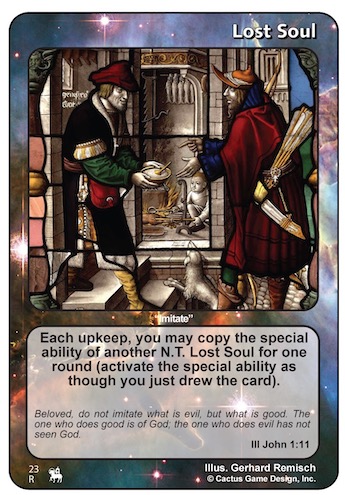 Lost Soul
"Imitate"
Each upkeep, you may copy the special
ability of another N.T. Lost Soul for one
round (activate the special ability as
though you just drew the card).
Beloved, do not imitate what is evil, but what is good. The
one who does good is of God; the one who does evil has not
seen God.
III John 1:11
23
R
Illus. Gerhard Remisch
© Cactus Game Design, Inc.